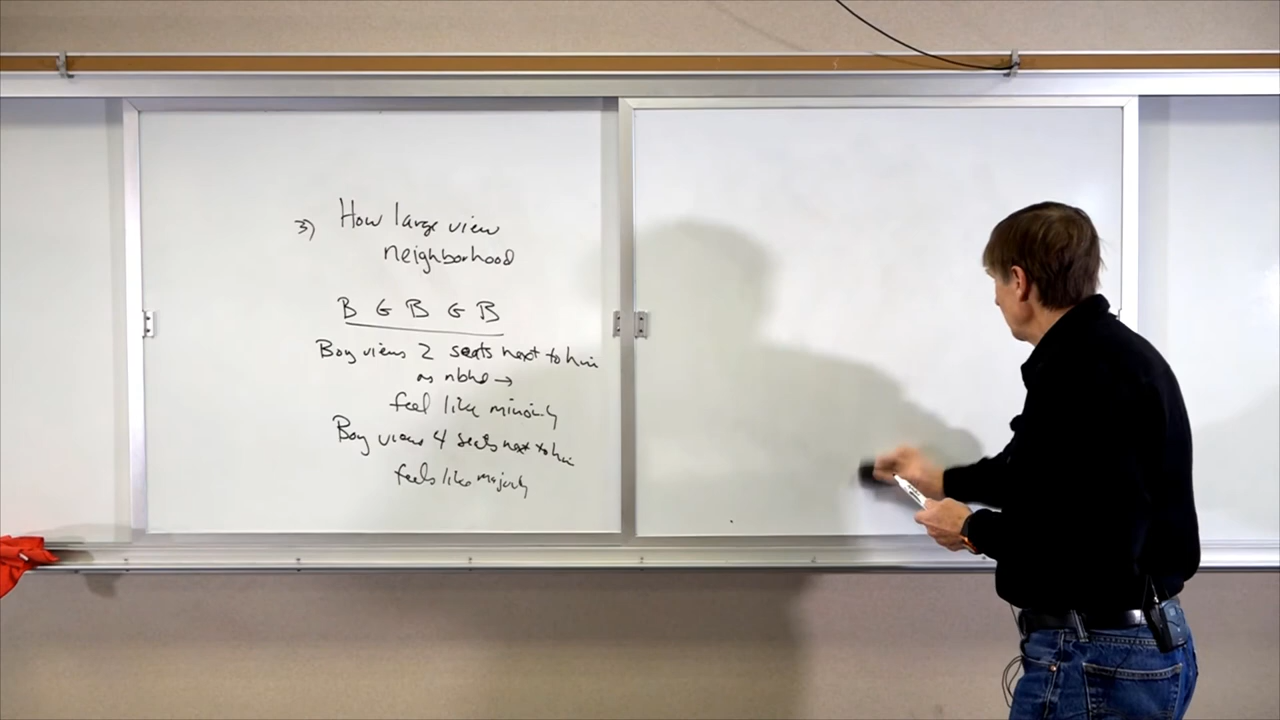 3) How large view
neighborhood
B G B G B
Boy views 2 seats next to him
as nbhd →
feel like minority
Boy views 4 seats next to him
feels like majority